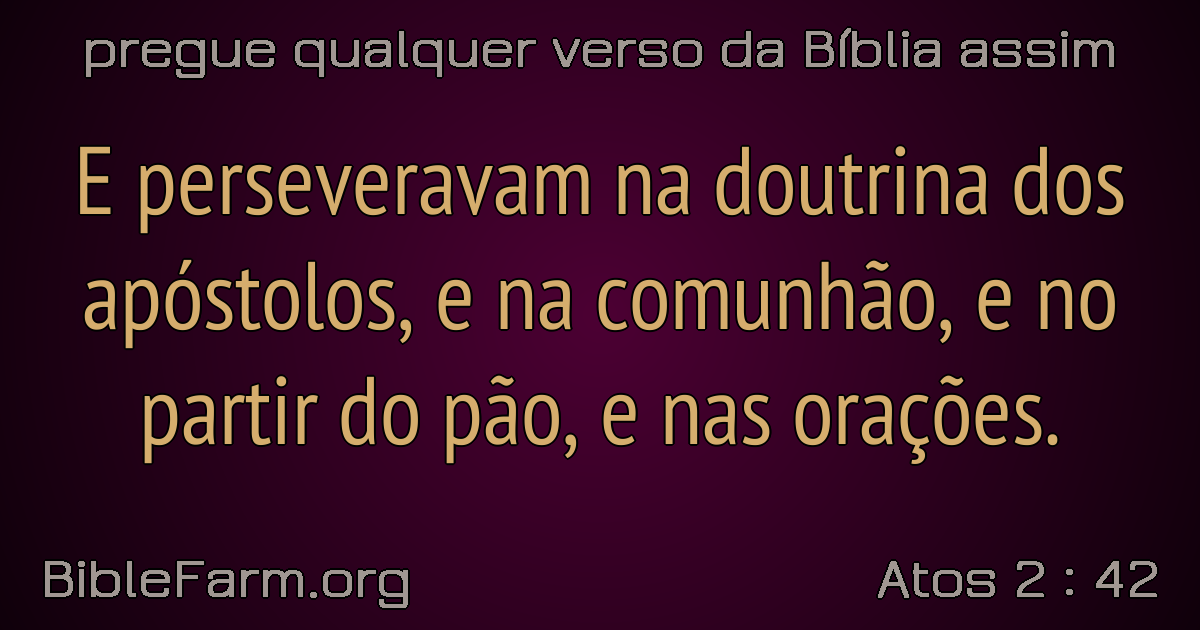 pregue qualquer verso da Bíblia assim
E perseveravam na doutrina dos
apóstolos, e na comunhão, e no
partir do pão, e nas orações.
BibleFarm.org
Atos 2 : 42